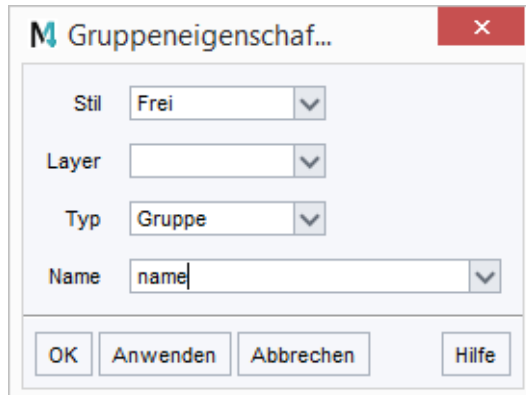 Gruppeneigenschaf...
Stil Frei
Layer
Typ Gruppe
Name name
OK Anwenden Abbrechen Hilfe